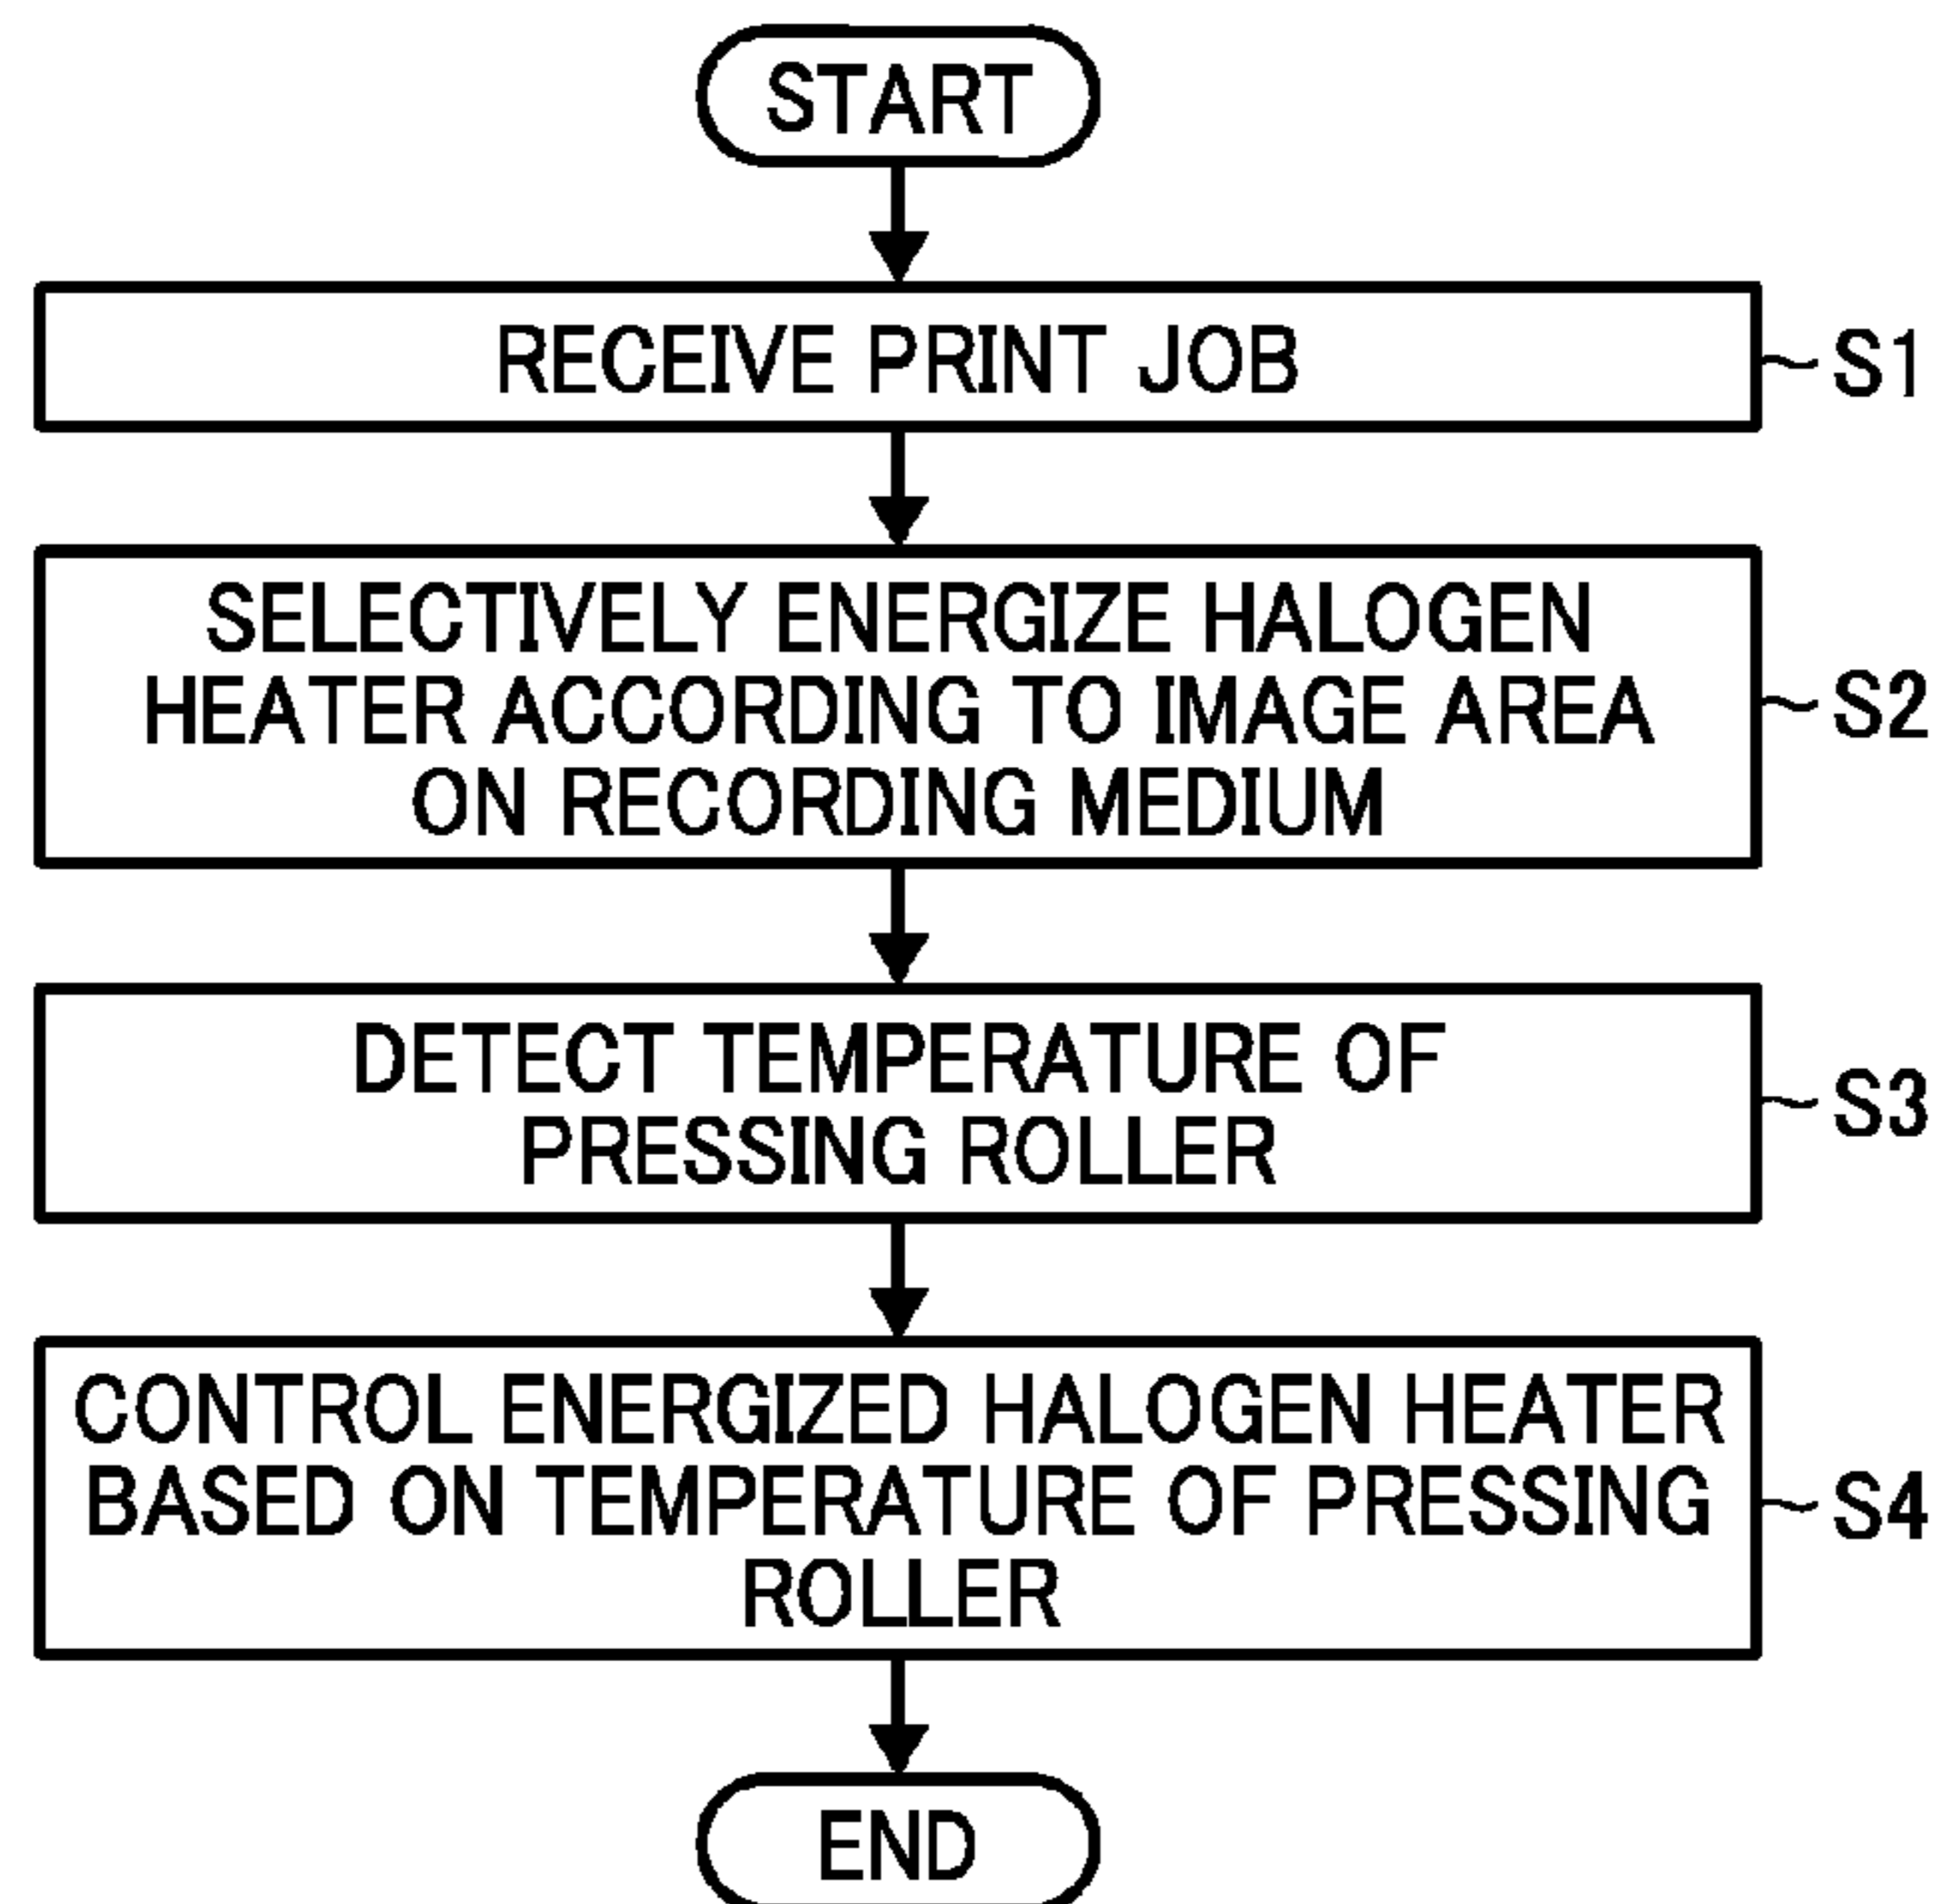 START
RECEIVE PRINT JOB
S1
SELECTIVELY ENERGIZE HALOGEN
HEATER ACCORDING TO IMAGE AREA
ON RECORDING MEDIUM
S2
DETECT TEMPERATURE OF
PRESSING ROLLER
S3
CONTROL ENERGIZED HALOGEN HEATER
BASED ON TEMPERATURE OF PRESSING
ROLLER
S4
END